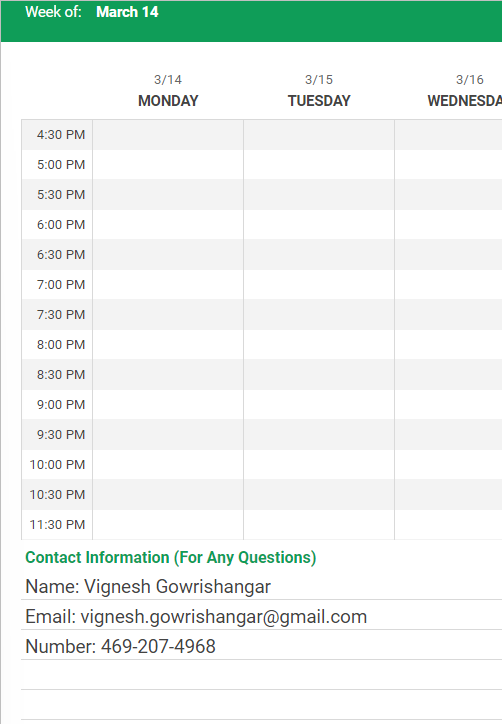 Week of: March 14
3/14 3/15 3/16
MONDAY TUESDAY WEDNESDA
4:30 PM
5:00 PM
5:30 PM
6:00 PM
6:30 PM
7:00 PM
7:30 PM
8:00 PM
8:30 PM
9:00 PM
9:30 PM
10:00 PM
10:30 PM
11:30 PM
Contact Information (For Any Questions)
Name: Vignesh Gowrishangar
Email: vignesh.gowrishangar@gmail.com
Number: 469-207-4968